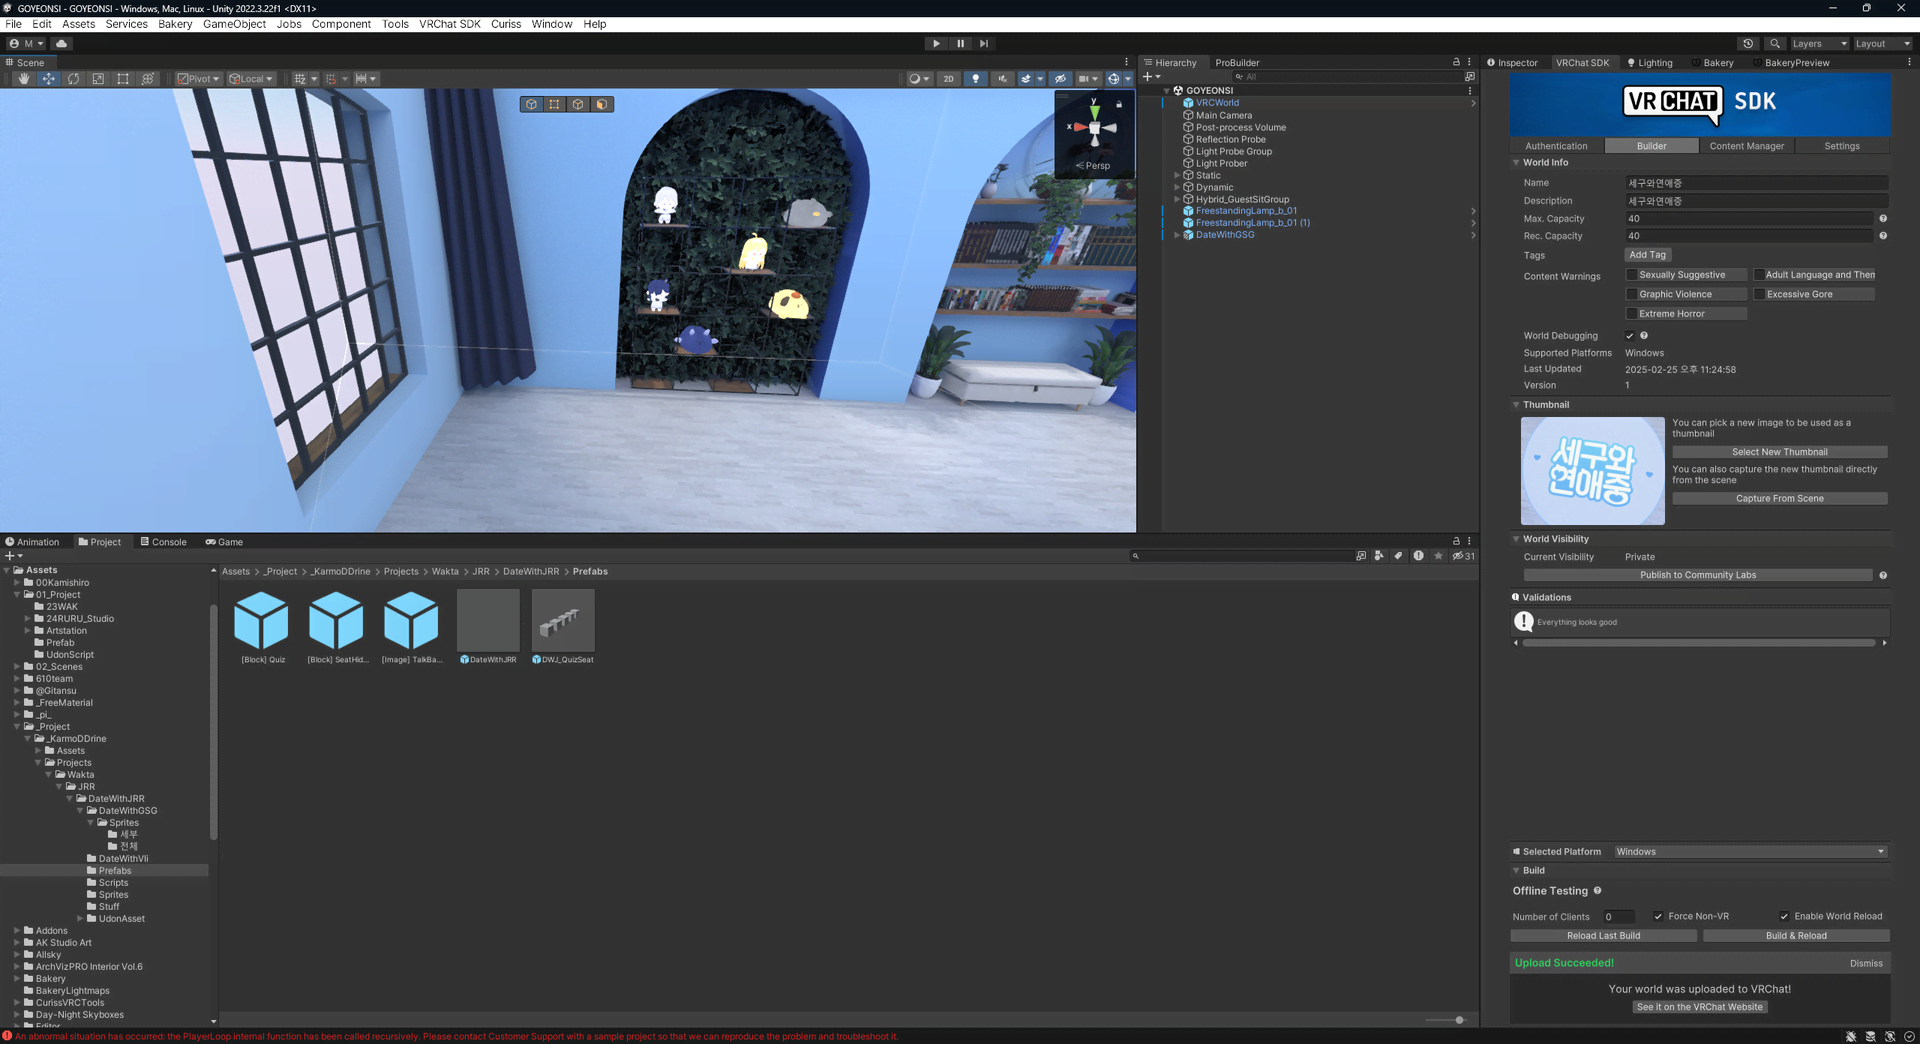 GOYEONSI - GOYEONSI - Windows, Mac, Linux - Unity 2022.3.22f1 <DX11>
File Edit Assets Services Bakery GameObject Jobs Component Tools VRChat SDK Curiss Window Help
M Layers Layout
Scene
Pivot Local 2D
y
x
Persp
Hierarchy ProBuilder
All
GOYEONSI
VRCWorld
Main Camera
Post-process Volume
Reflection Probe
Light Probe Group
Light Prober
Static
Dynamic
Hybrid_GuestSitGroup
FreestandingLamp_b_01
FreestandingLamp_b_01 (1)
DateWithGSG
Inspector VRChat SDK Lighting Bakery BakeryPreview
VRCHAT SDK
Authentication Builder Content Manager Settings
World Info
Name 세구와연애중
Description 세구와연애중
Max. Capacity 40
Rec. Capacity 40
Tags Add Tag
Content Warnings Sexually Suggestive Adult Language and Then
Graphic Violence Excessive Gore
Extreme Horror
World Debugging
Supported Platforms Windows
Last Updated 2025-02-25 오후 11:24:58
Version 1
Thumbnail
세구와
연애중
You can pick a new image to be used as a
thumbnail
Select New Thumbnail
You can also capture the new thumbnail directly
from the scene
Capture From Scene
World Visibility
Current Visibility Private
Publish to Community Labs
Validations
Everything looks good
Selected Platform Windows
Build
Offline Testing
Number of Clients 0 Force Non-VR Enable World Reload
Reload Last Build Build & Reload
Upload Succeeded! Dismiss
Your world was uploaded to VRChat!
See it on the VRChat Website
Animation Project Console Game
31
Assets > _Project > _KarmoDDrine > Projects > Wakta > JRR > DateWithJRR > Prefabs
[Block] Quiz [Block] SeatHid... [Image] TalkBa... DateWithJRR DWJ_QuizSeat
Assets
00Kamishiro
01_Project
23WAK
24RURU_Studio
Artstation
Prefab
UdonScript
02_Scenes
610team
@Gitansu
_FreeMaterial
_pi_
_Project
_KarmoDDrine
Assets
Projects
Wakta
JRR
DateWithJRR
DateWithGSG
Sprites
세부
전체
DateWithVIi
Prefabs
Scripts
Sprites
Stuff
UdonAsset
Addons
AK Studio Art
Allsky
ArchVizPRO Interior Vol.6
Bakery
BakeryLightmaps
CurissVRCTools
Day-Night Skyboxes
Editor
An abnormal situation has occurred: the PlayerLoop internal function has been called recursively. Please contact Customer Support with a sample project so that we can reproduce the problem and troubleshoot it.